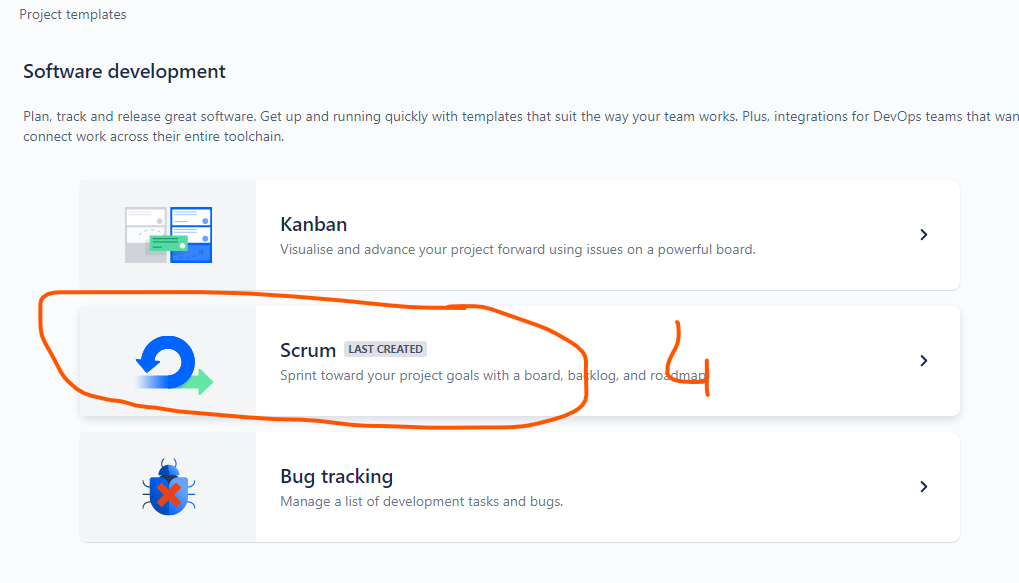 Project templates
Software development
Plan, track and release great software. Get up and running quickly with templates that suit the way your team works. Plus, integrations for DevOps teams that wan
connect work across their entire toolchain.
Kanban
Visualise and advance your project forward using issues on a powerful board.
Scrum LAST CREATED
Sprint toward your project goals with a board, backlog, and roadmap
4
Bug tracking
Manage a list of development tasks and bugs.